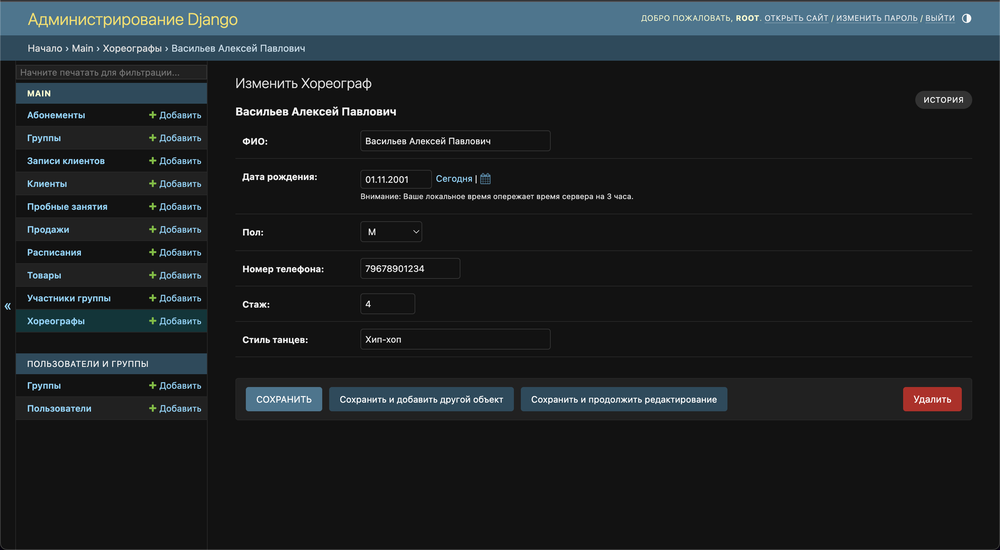 Администрирование Django
ДОБРО ПОЖАЛОВАТЬ, ROOT. ОТКРЫТЬ САЙТ / ИЗМЕНИТЬ ПАРОЛЬ / ВЫЙТИ
Начало › Main › Хореографы › Васильев Алексей Павлович
Начните печатать для фильтрации...
MAIN
Абонементы Добавить
Группы Добавить
Записи клиентов Добавить
Клиенты Добавить
Пробные занятия Добавить
Продажи Добавить
Расписания Добавить
Товары Добавить
Участники группы Добавить
«
Хореографы Добавить
ПОЛЬЗОВАТЕЛИ И ГРУППЫ
Группы Добавить
Пользователи Добавить
Изменить Хореограф
ИСТОРИЯ
Васильев Алексей Павлович
ФИО: Васильев Алексей Павлович
Дата рождения: 01.11.2001 Сегодня |
Внимание: Ваше локальное время опережает время сервера на 3 часа.
Пол: М
Номер телефона: 79678901234
Стаж: 4
Стиль танцев: Хип-хоп
СОХРАНИТЬ Сохранить и добавить другой объект Сохранить и продолжить редактирование Удалить